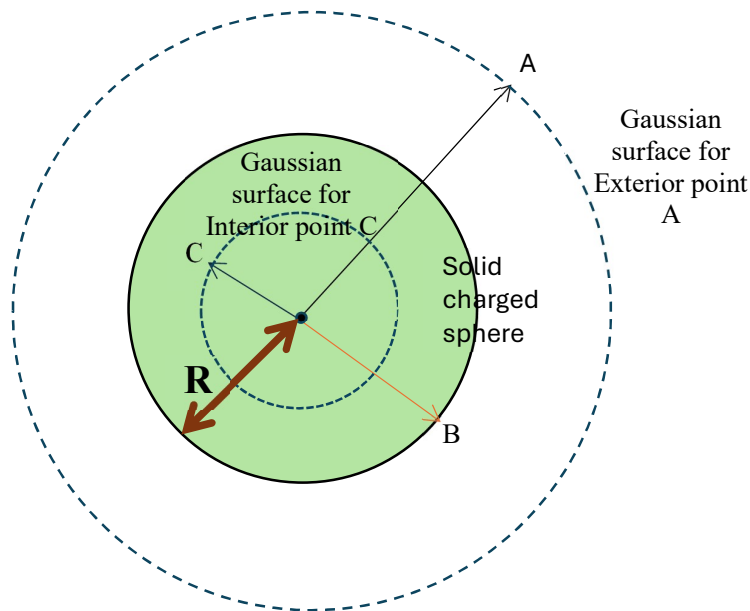 A
Gaussian
surface for
Exterior point
A
Gaussian
surface for
Interior point C
C
Solid
charged
sphere
R
B